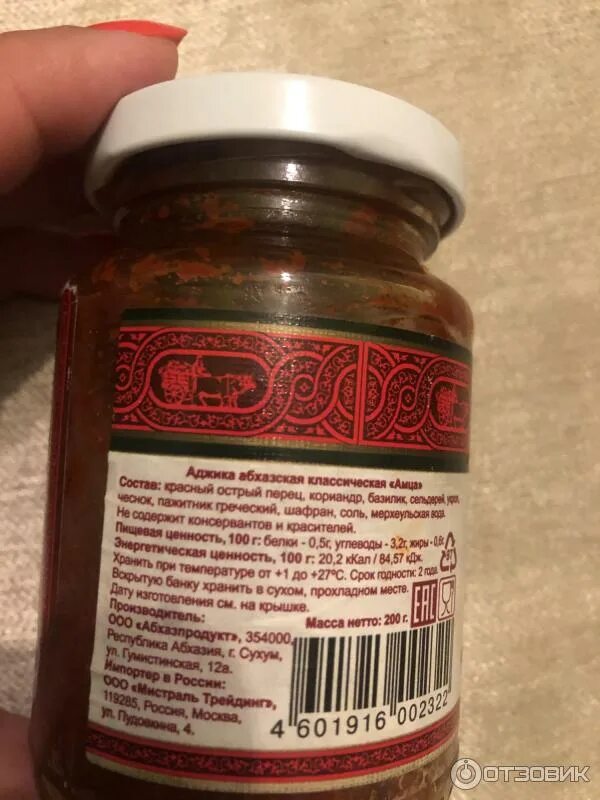 Аджика абхазская классическая «Амца»
Состав: красный острый перец, кориандр, базилик, сельдерей, укроп,
чеснок, пажитник греческий, шафран, соль, мерхеульская вода.
Не содержит консервантов и красителей.
Пищевая ценность, 100 г: белки - 0,5г, углеводы - 3,2г, жиры - 0,6г.
Энергетическая ценность, 100 г: 20,2 кКал / 84,57 кДж.
Хранить при температуре от +1 до +27ºС. Срок годности: 2 года.
Вскрытую банку хранить в сухом, прохладном месте.
Дату изготовления см. на крышке.
Производитель:
ООО «Абхазпродукт», 354000,
Республика Абхазия, г. Сухум,
ул. Гумистинская, 12а.
Импортер в России:
ООО «Мистраль Трейдинг»,
119285, Россия, Москва,
ул. Пудовкина, 4.
Масса нетто: 200 г.
EAC
97
4 601916 002322
ОТЗОВИК